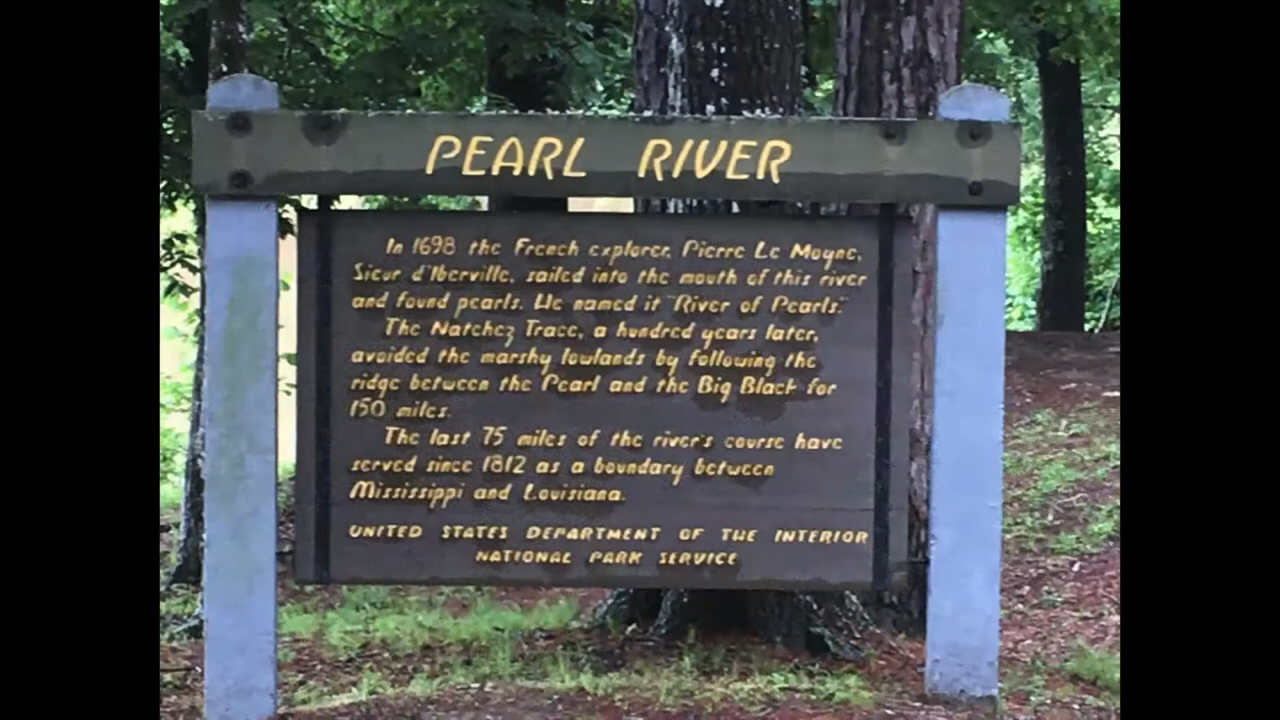 PEARL RIVER
In 1698 the French explorer, Pierre Le Moyne,
Sieur d'Iberville, sailed into the mouth of this river
and found pearls. He named it "River of Pearls."
The Natchez Trace, a hundred years later,
avoided the marshy lowlands by following the
ridge between the Pearl and the Big Black for
150 miles.
The last 75 miles of the river's course have
served since 1812 as a boundary between
Mississippi and Louisiana.
UNITED STATES DEPARTMENT OF THE INTERIOR
NATIONAL PARK SERVICE